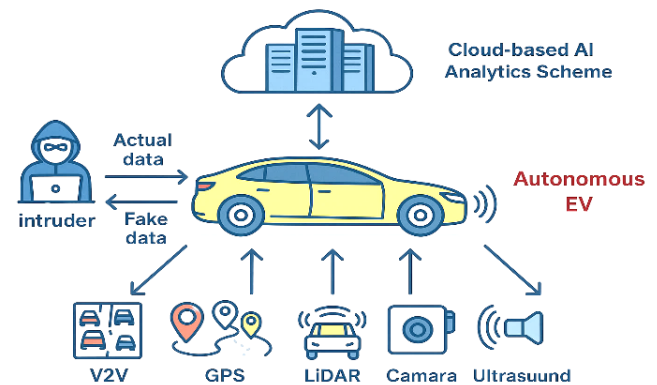 Cloud-based AI
Analytics Scheme
Actual
data
intruder
Fake
data
Autonomous
EV
V2V
GPS
LiDAR
Camara
Ultrasuund